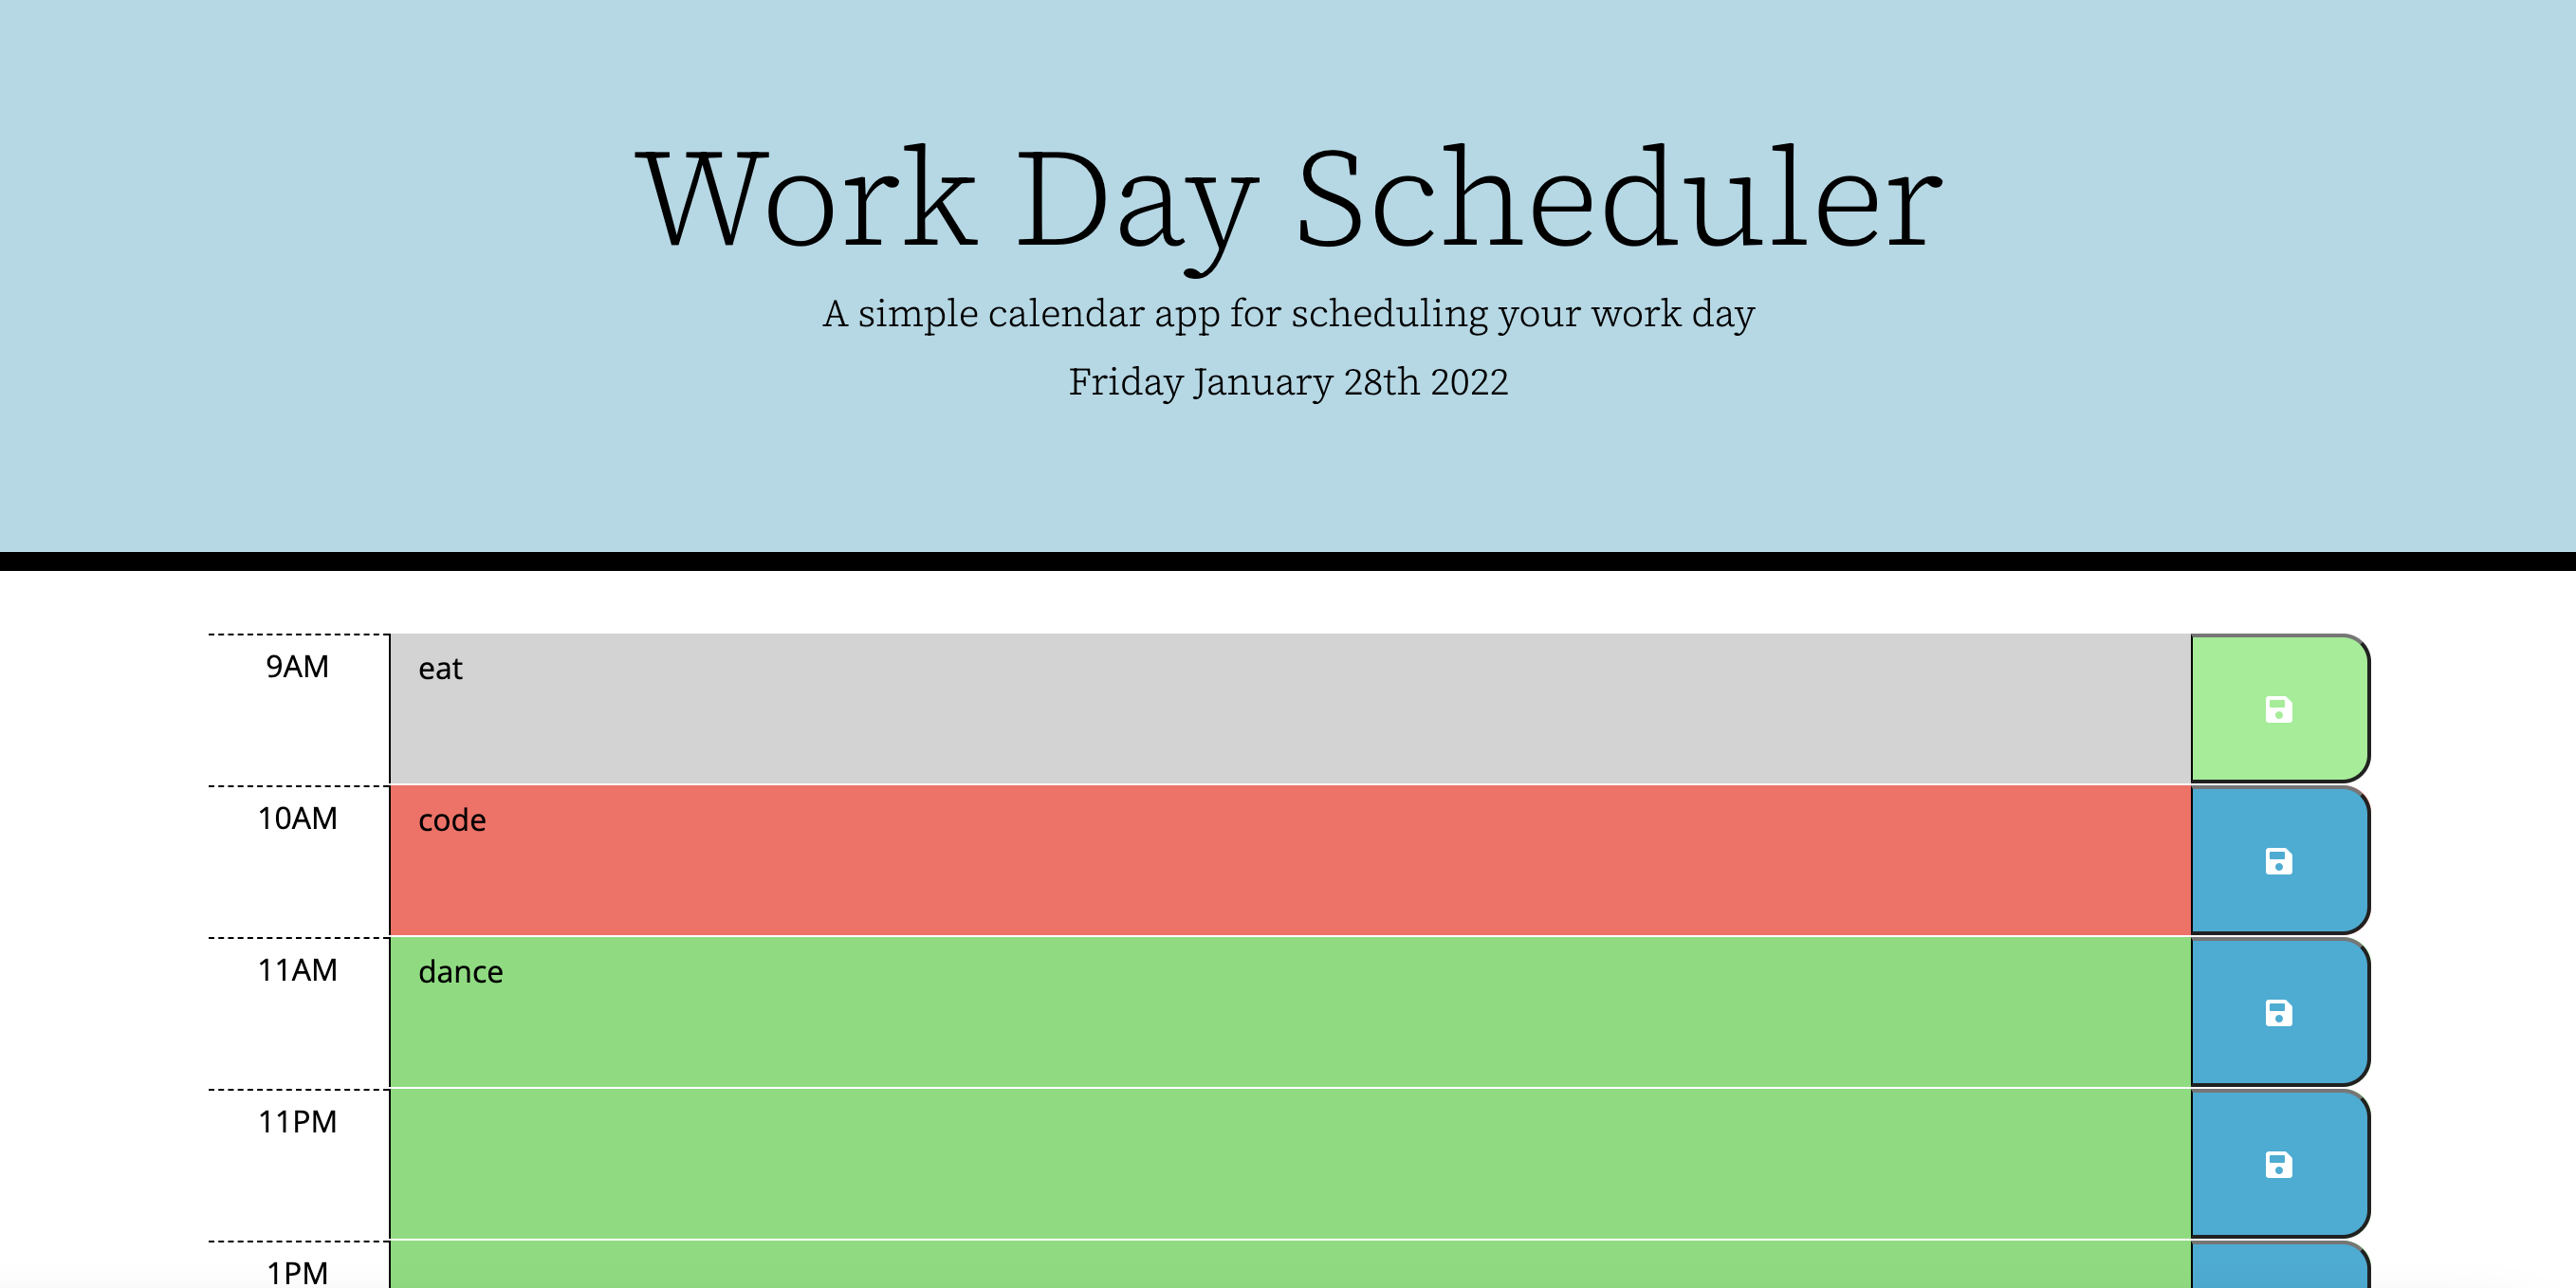 Work Day Scheduler
A simple calendar app for scheduling your work day
Friday January 28th 2022
9AM
eat
10AM
code
11AM
dance
11PM
1PM